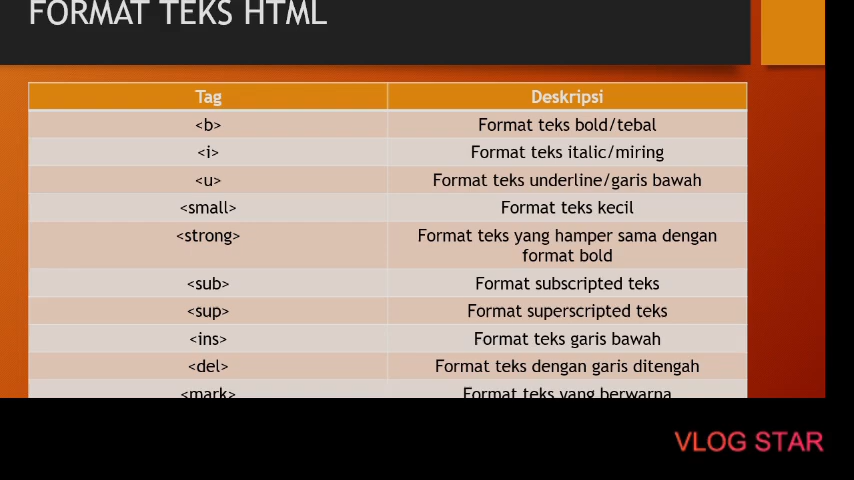 FORMAT TEKS HTML
Tag Deskripsi
<b> Format teks bold/tebal
<i> Format teks italic/miring
<u> Format teks underline/garis bawah
<small> Format teks kecil
<strong> Format teks yang hamper sama dengan
format bold
<sub> Format subscripted teks
<sup> Format superscripted teks
<ins> Format teks garis bawah
<del> Format teks dengan garis ditengah
<mark> Format teks yang berwarna
VLOG STAR